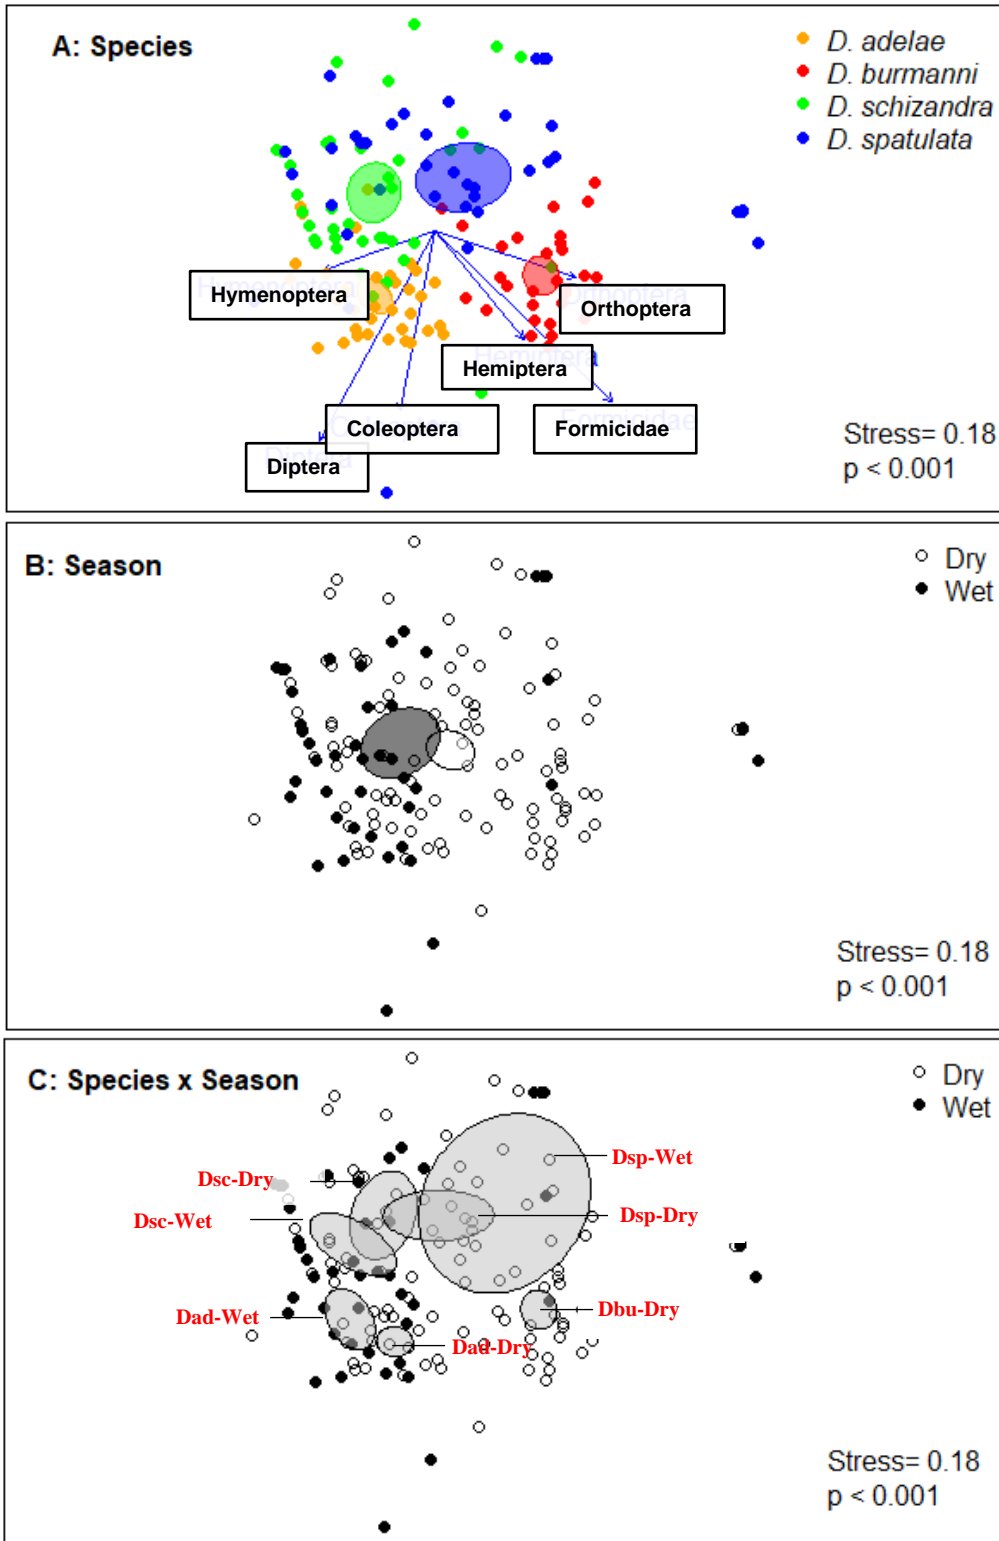 A: Species
D. adelae
D. burmanni
D. schizandra
D. spatulata
Hymenoptera
Orthoptera
Hemiptera
Coleoptera
Formicidae
Diptera
Stress= 0.18
p < 0.001
B: Season
Dry
Wet
Stress= 0.18
p < 0.001
C: Species x Season
Dry
Wet
Dsp-Wet
Dsc-Dry
Dsc-Wet
Dsp-Dry
Dad-Wet
Dbu-Dry
Dad-Dry
Stress= 0.18
p < 0.001